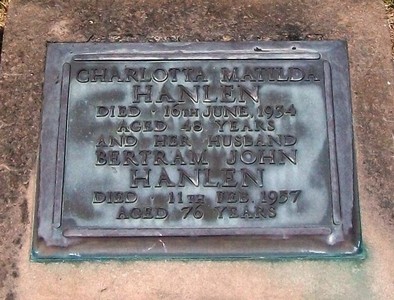 CHARLOTTA MATILDA
HANLEN
DIED · 16TH JUNE, 1934
AGED 48 YEARS
AND HER HUSBAND
BERTRAM JOHN
HANLEN
DIED · 11TH FEB. 1957
AGED 76 YEARS